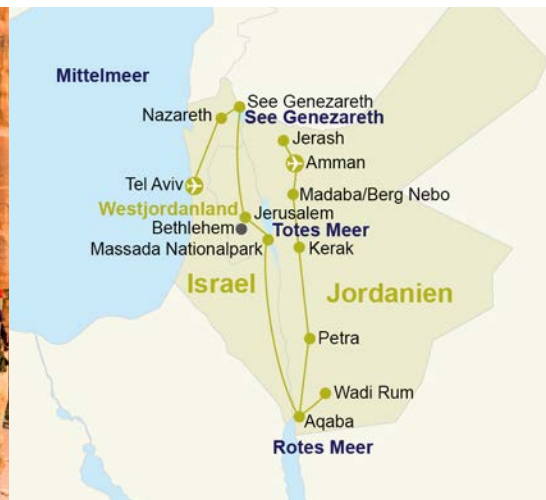 Mittelmeer
See Genezareth
Nazareth
See Genezareth
Jerash
Amman
Tel Aviv
Madaba/Berg Nebo
Westjordanland
Jerusalem
Bethlehem
Totes Meer
Massada Nationalpark
Kerak
Israel
Jordanien
Petra
Wadi Rum
Aqaba
Rotes Meer